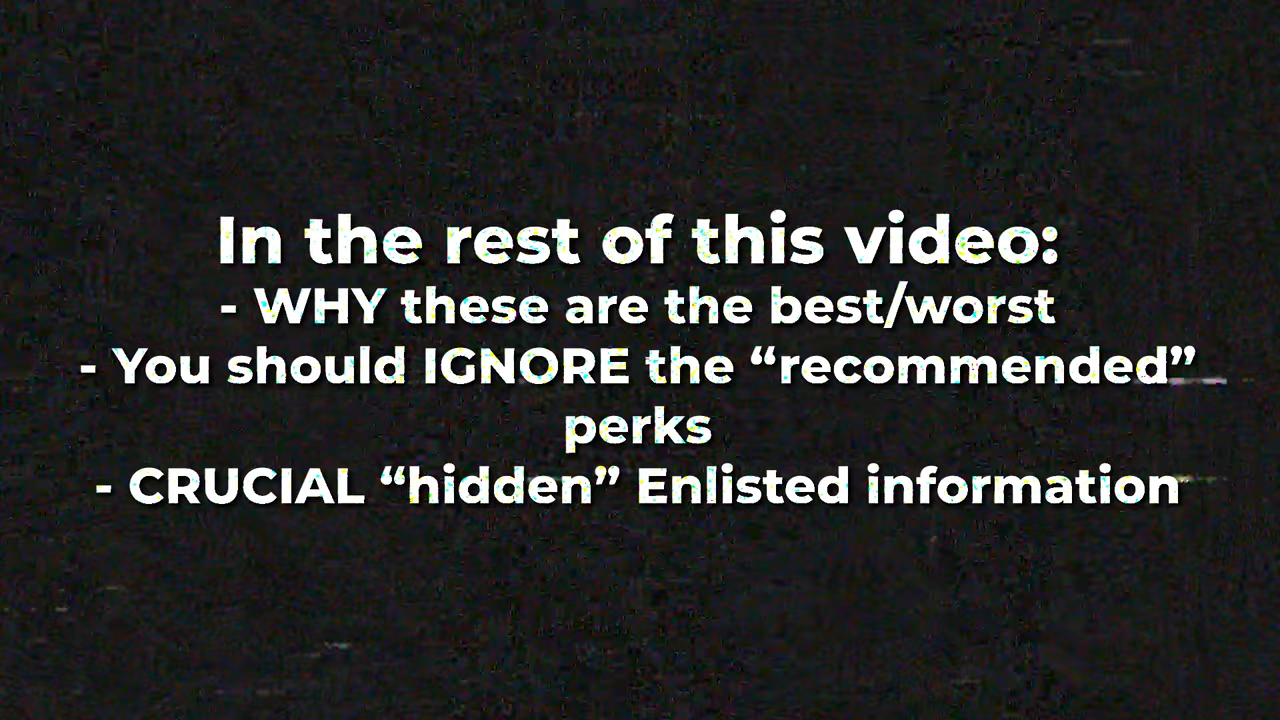 In the rest of this video:
- WHY these are the best/worst
- You should IGNORE the “recommended”
perks
- CRUCIAL “hidden” Enlisted information